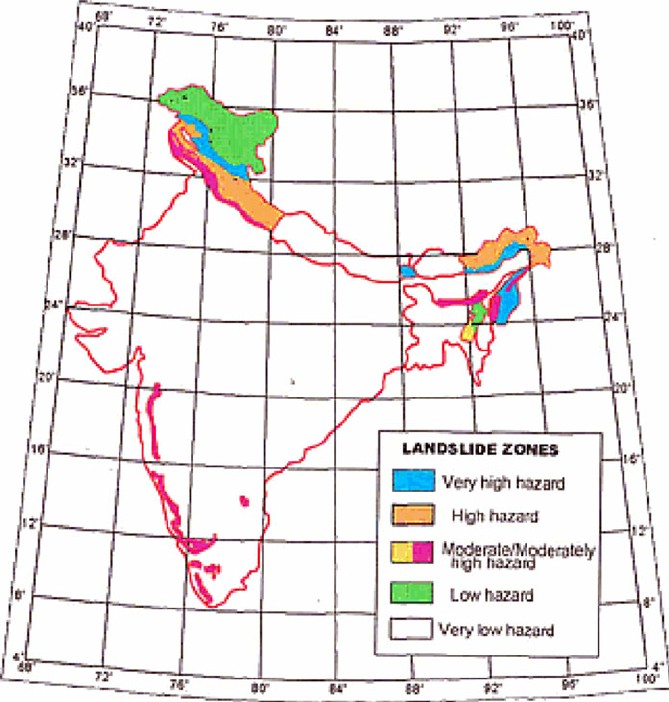 68° 72° 76° 80° 84° 88° 92° 96° 100°
40° 40°
36° 36°
32° 32°
28° 28°
24° 24°
20° 20°
16° 16°
12° 12°
8° 8°
4° 4°
68° 72° 76° 80° 84° 88° 92° 96° 100°
LANDSLIDE ZONES
Very high hazard
High hazard
Moderate/Moderately
high hazard
Low hazard
Very low hazard